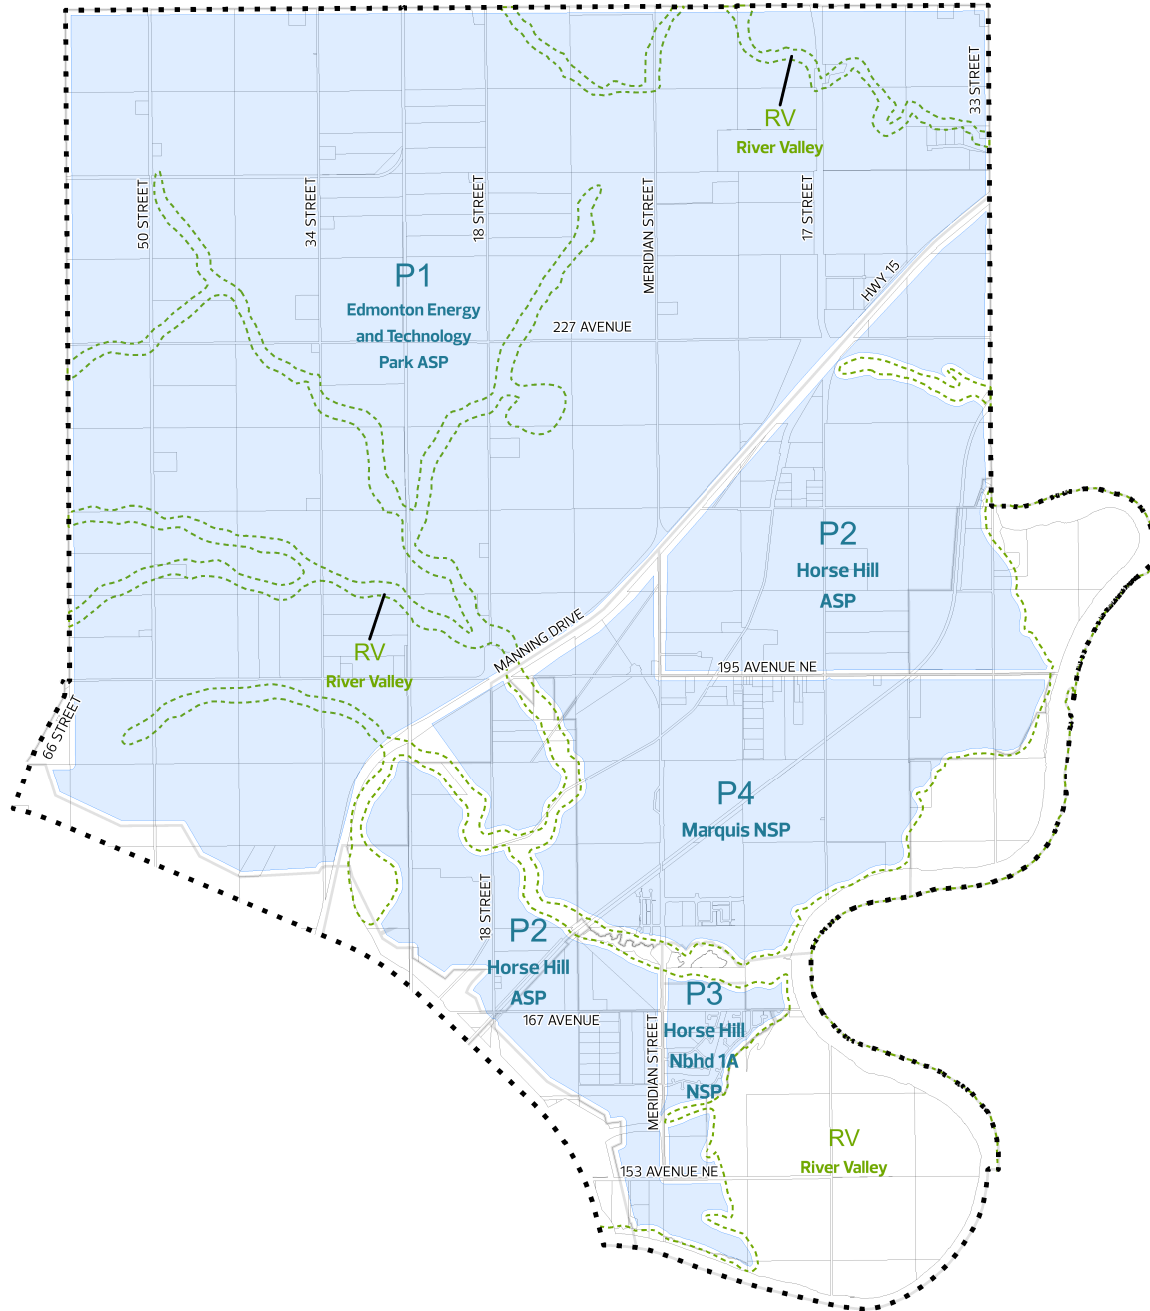 33 STREET
RV
River Valley
50 STREET
34 STREET
18 STREET
MERIDIAN STREET
17 STREET
HWY 15
P1
Edmonton Energy
and Technology
Park ASP
227 AVENUE
P2
Horse Hill
ASP
MANNING DRIVE
RV
River Valley
195 AVENUE NE
66 STREET
P4
Marquis NSP
18 STREET
P2
Horse Hill
ASP
167 AVENUE
P3
Horse Hill
Nbhd 1A
NSP
MERIDIAN STREET
RV
River Valley
153 AVENUE NE